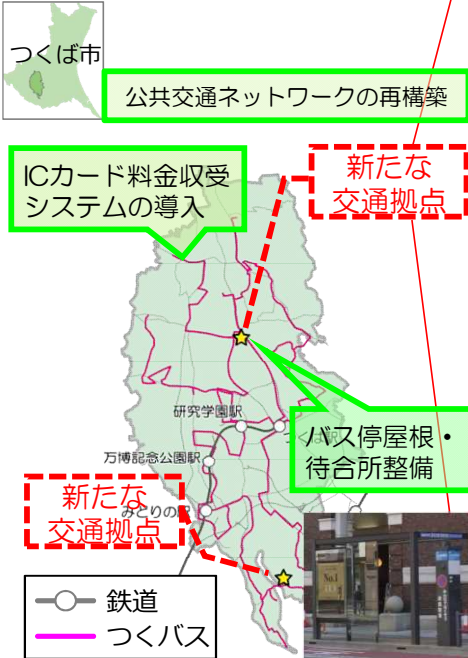 つくば市
公共交通ネットワークの再構築
ICカード料金収受
システムの導入
新たな
交通拠点
研究学園駅
バス停屋根・
待合所整備
万博記念公園駅
新たな
交通拠点
みどりの駅
鉄道
つくバス